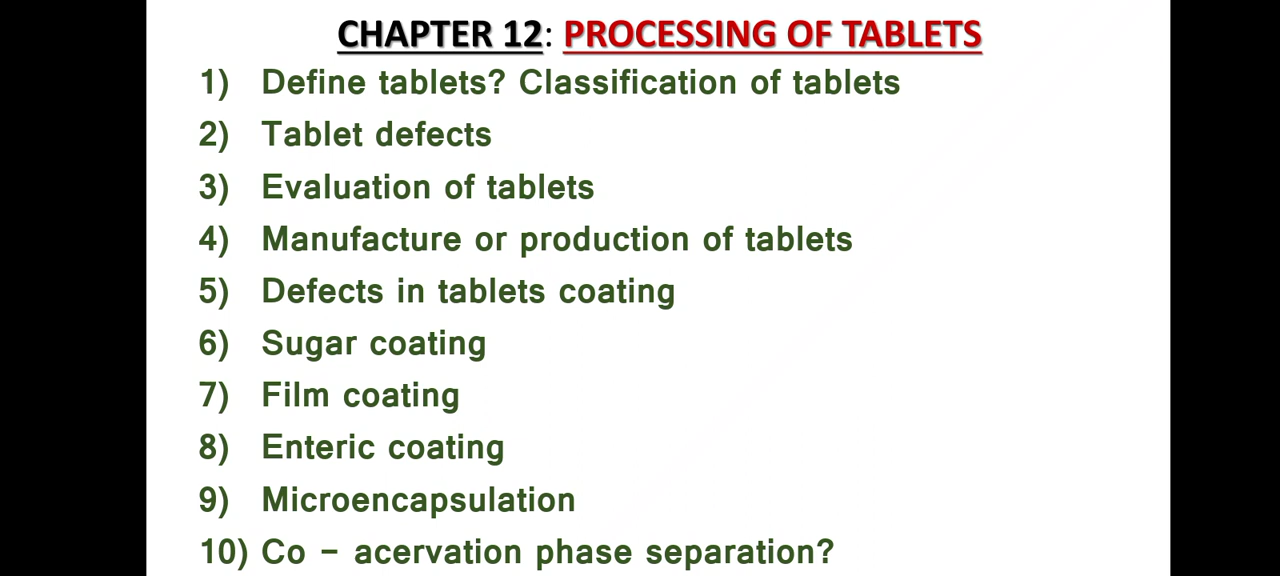 CHAPTER 12: PROCESSING OF TABLETS
1) Define tablets? Classification of tablets
2) Tablet defects
3) Evaluation of tablets
4) Manufacture or production of tablets
5) Defects in tablets coating
6) Sugar coating
7) Film coating
8) Enteric coating
9) Microencapsulation
10) Co – acervation phase separation?